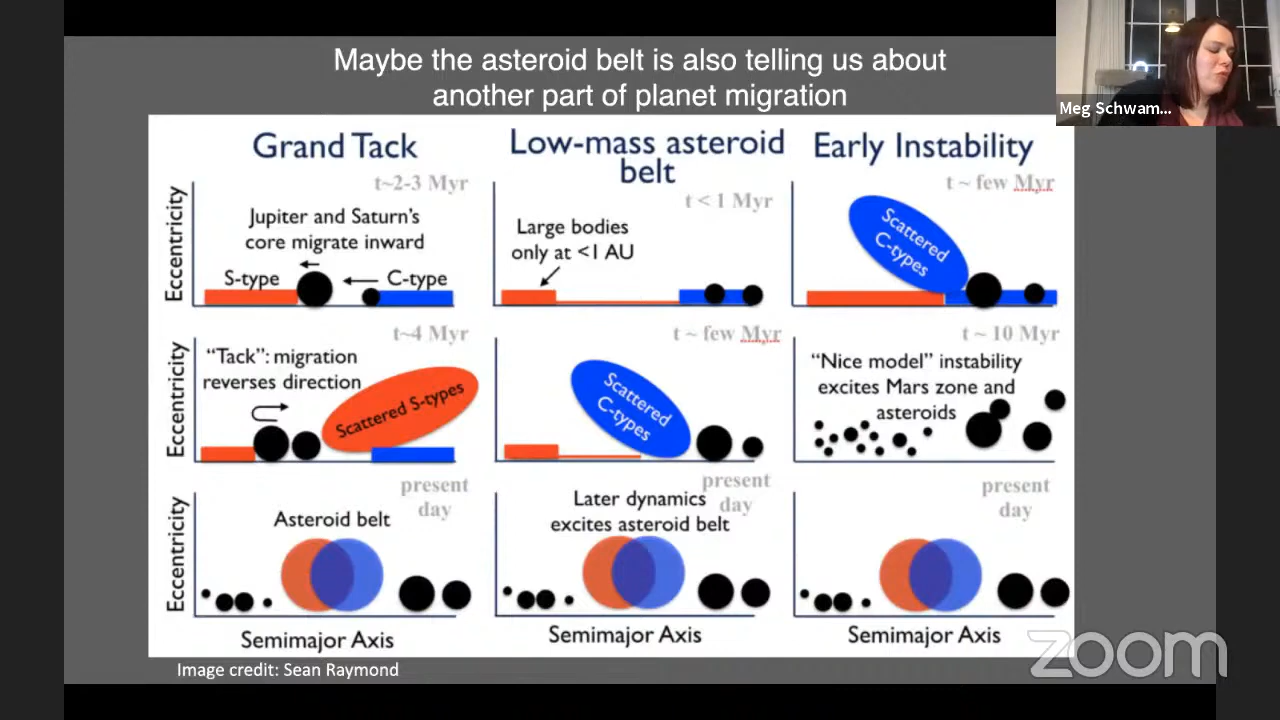 Maybe the asteroid belt is also telling us about
another part of planet migration
Meg Schwam...
Grand Tack
t~2-3 Myr
Eccentricity
Jupiter and Saturn's
core migrate inward
S-type
C-type
t~4 Myr
Eccentricity
"Tack": migration
reverses direction
Scattered S-types
present
day
Eccentricity
Asteroid belt
Semimajor Axis
Low-mass asteroid
belt
t < 1 Myr
Large bodies
only at <1 AU
t ~ few Myr
Scattered
C-types
present
day
Later dynamics
excites asteroid belt
Semimajor Axis
Early Instability
t ~ few Myr
Scattered
C-types
t ~ 10 Myr
"Nice model" instability
excites Mars zone and
asteroids
present
day
Semimajor Axis
Image credit: Sean Raymond
zoom